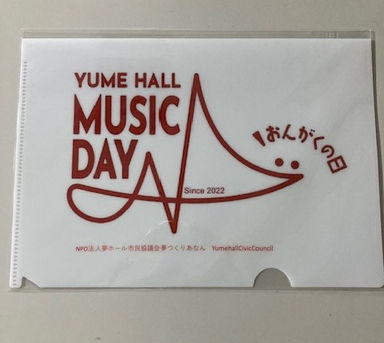 YUME HALL
MUSIC
DAY
おんがくの日
Since 2022
NPO法人夢ホール市民協議会夢つくりあなん YumehallCivicCouncil